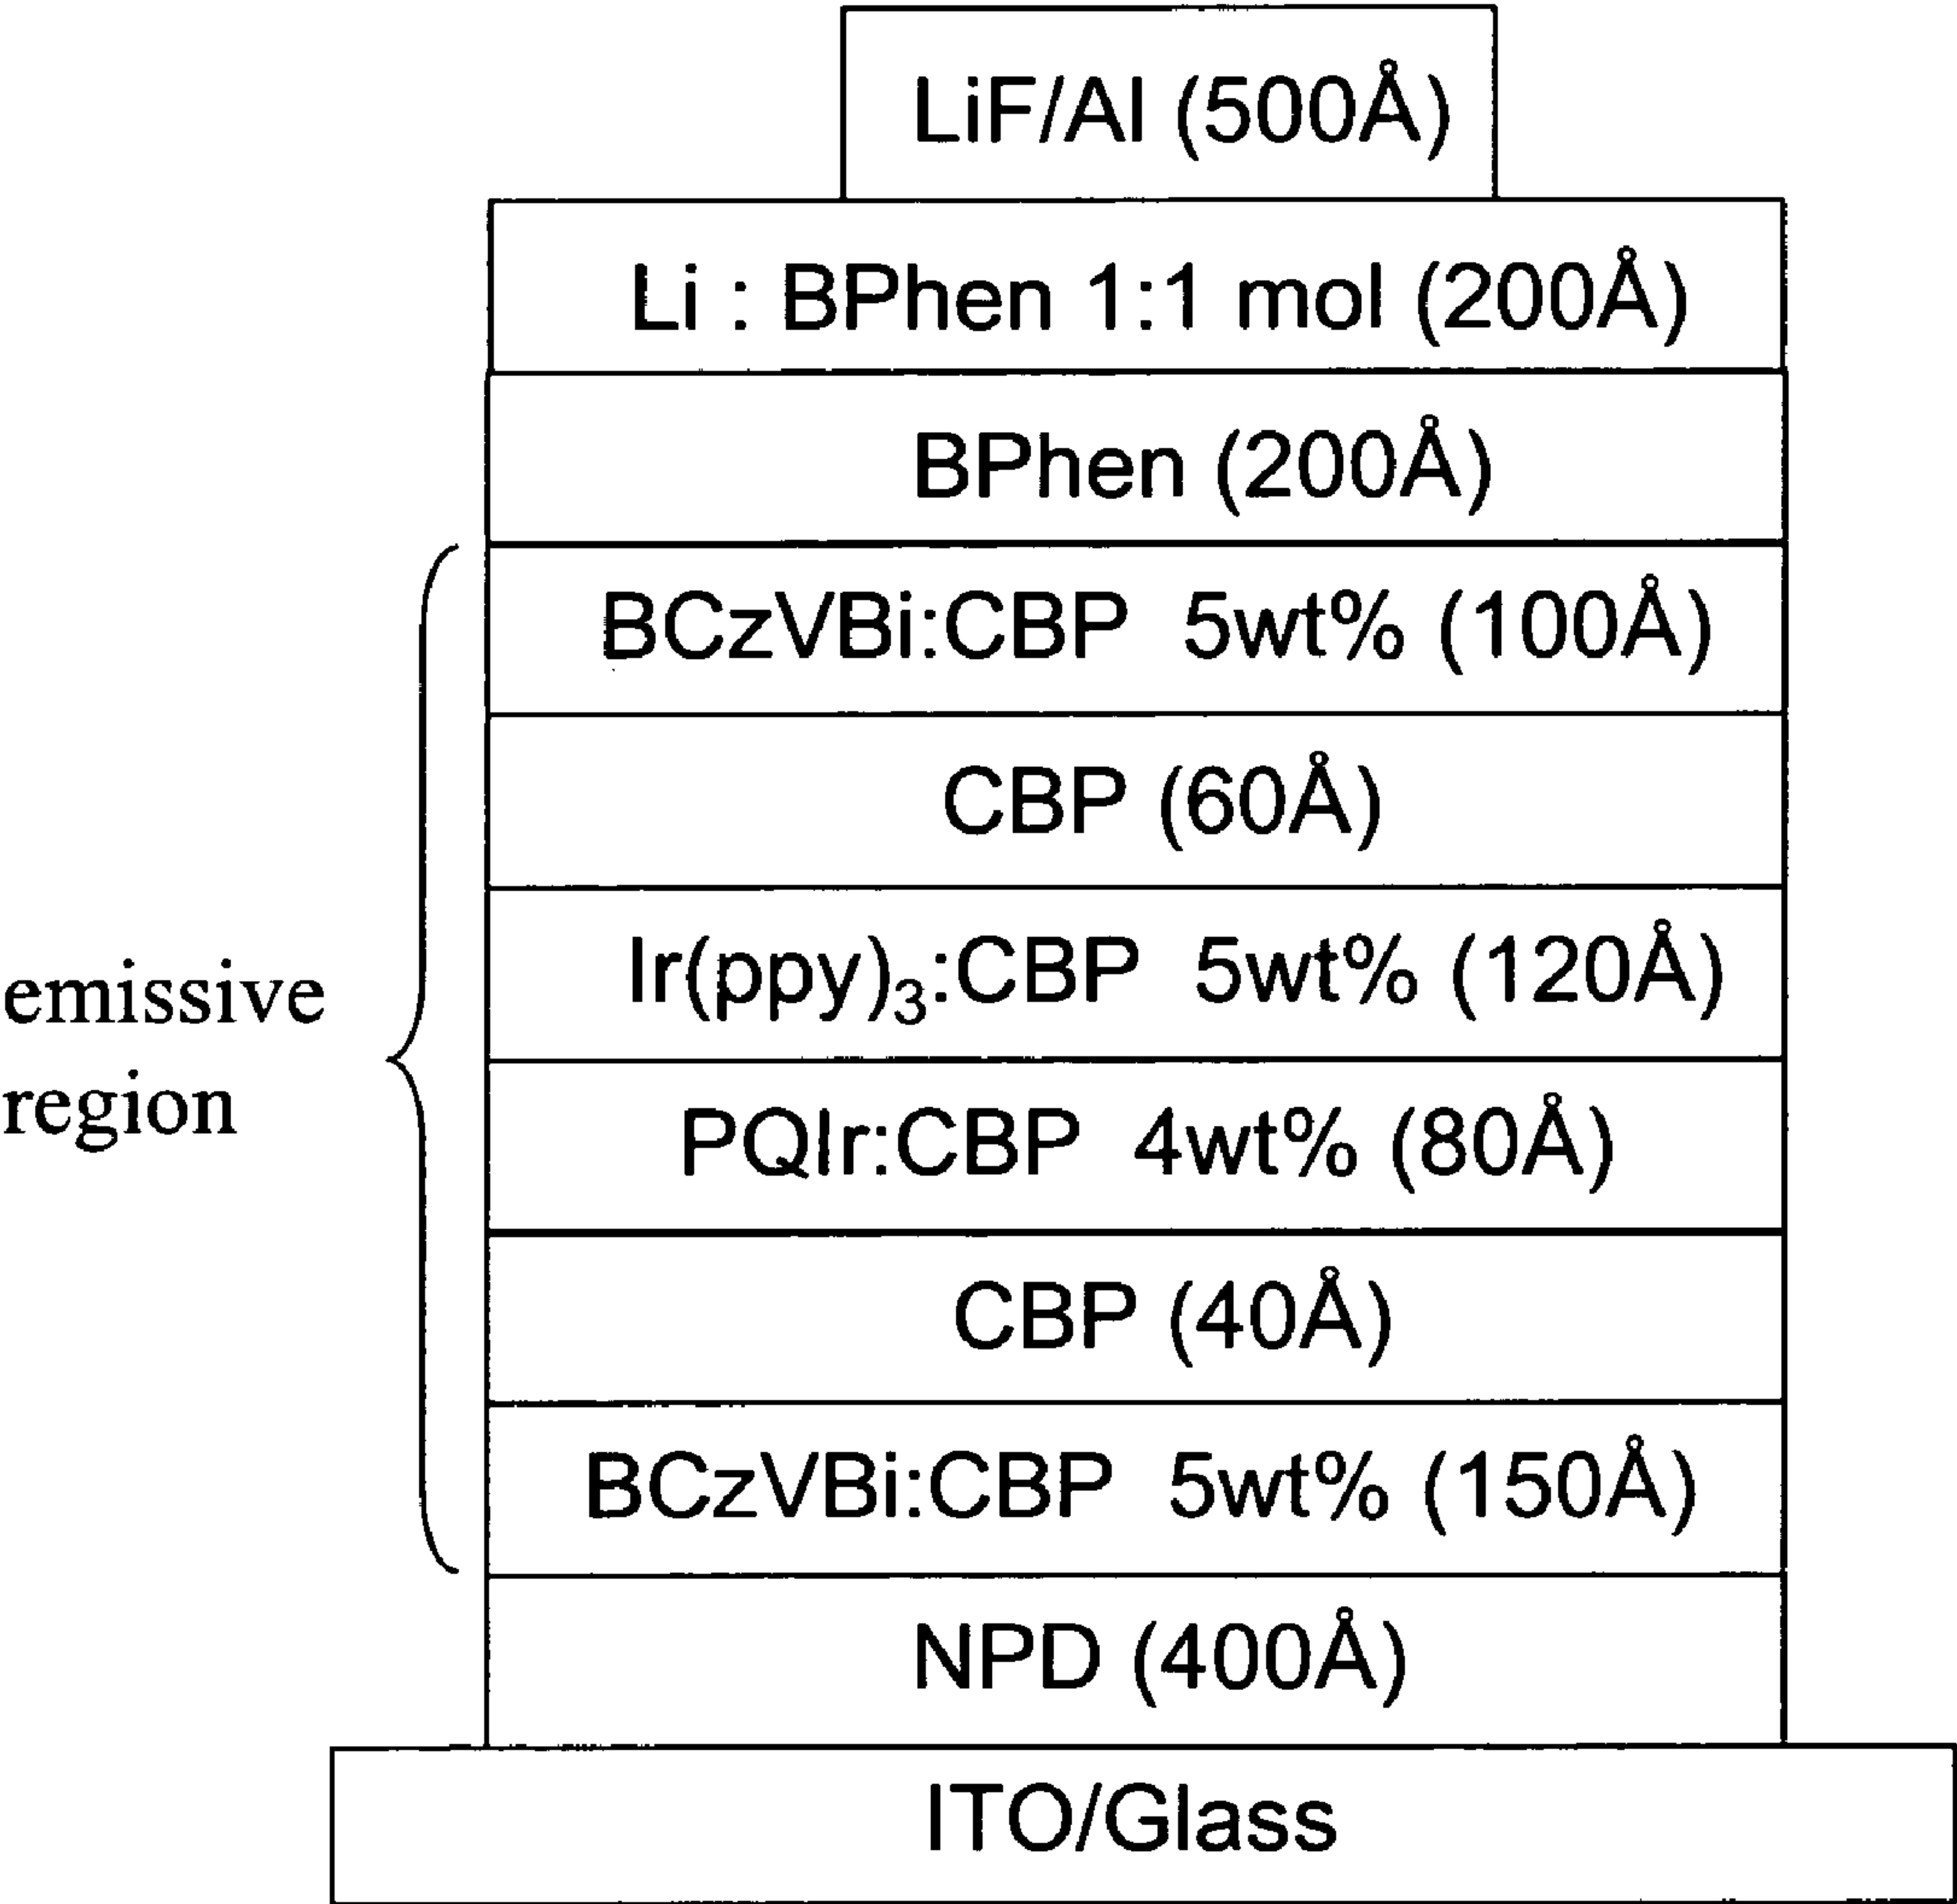 LiF/Al (500Å)
Li : BPhen 1:1 mol (200Å)
BPhen (200Å)
BCzVBi:CBP 5wt% (100Å)
CBP (60Å)
Ir(ppy)₃:CBP 5wt% (120Å)
emissive
region
PQIr:CBP 4wt% (80Å)
CBP (40Å)
BCzVBi:CBP 5wt% (150Å)
NPD (400Å)
ITO/Glass